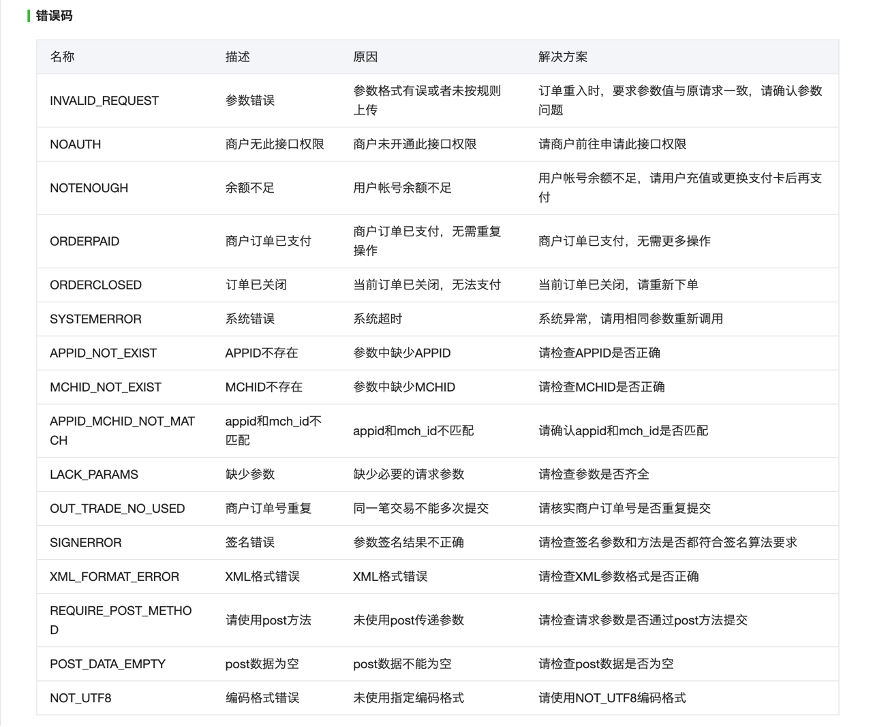 错误码
名称 描述 原因 解决方案
INVALID_REQUEST 参数错误 参数格式有误或者未按规则上传 订单重入时，要求参数值与原请求一致，请确认参数问题
NOAUTH 商户无此接口权限 商户未开通此接口权限 请商户前往申请此接口权限
NOTENOUGH 余额不足 用户帐号余额不足 用户帐号余额不足，请用户充值或更换支付卡后再支付
ORDERPAID 商户订单已支付 商户订单已支付，无需重复操作 商户订单已支付，无需更多操作
ORDERCLOSED 订单已关闭 当前订单已关闭，无法支付 当前订单已关闭，请重新下单
SYSTEMERROR 系统错误 系统超时 系统异常，请用相同参数重新调用
APPID_NOT_EXIST APPID不存在 参数中缺少APPID 请检查APPID是否正确
MCHID_NOT_EXIST MCHID不存在 参数中缺少MCHID 请检查MCHID是否正确
APPID_MCHID_NOT_MATCH appid和mch_id不匹配 appid和mch_id不匹配 请确认appid和mch_id是否匹配
LACK_PARAMS 缺少参数 缺少必要的请求参数 请检查参数是否齐全
OUT_TRADE_NO_USED 商户订单号重复 同一笔交易不能多次提交 请核实商户订单号是否重复提交
SIGNERROR 签名错误 参数签名结果不正确 请检查签名参数和方法是否都符合签名算法要求
XML_FORMAT_ERROR XML格式错误 XML格式错误 请检查XML参数格式是否正确
REQUIRE_POST_METHOD 请使用post方法 未使用post传递参数 请检查请求参数是否通过post方法提交
POST_DATA_EMPTY post数据为空 post数据不能为空 请检查post数据是否为空
NOT_UTF8 编码格式错误 未使用指定编码格式 请使用NOT_UTF8编码格式